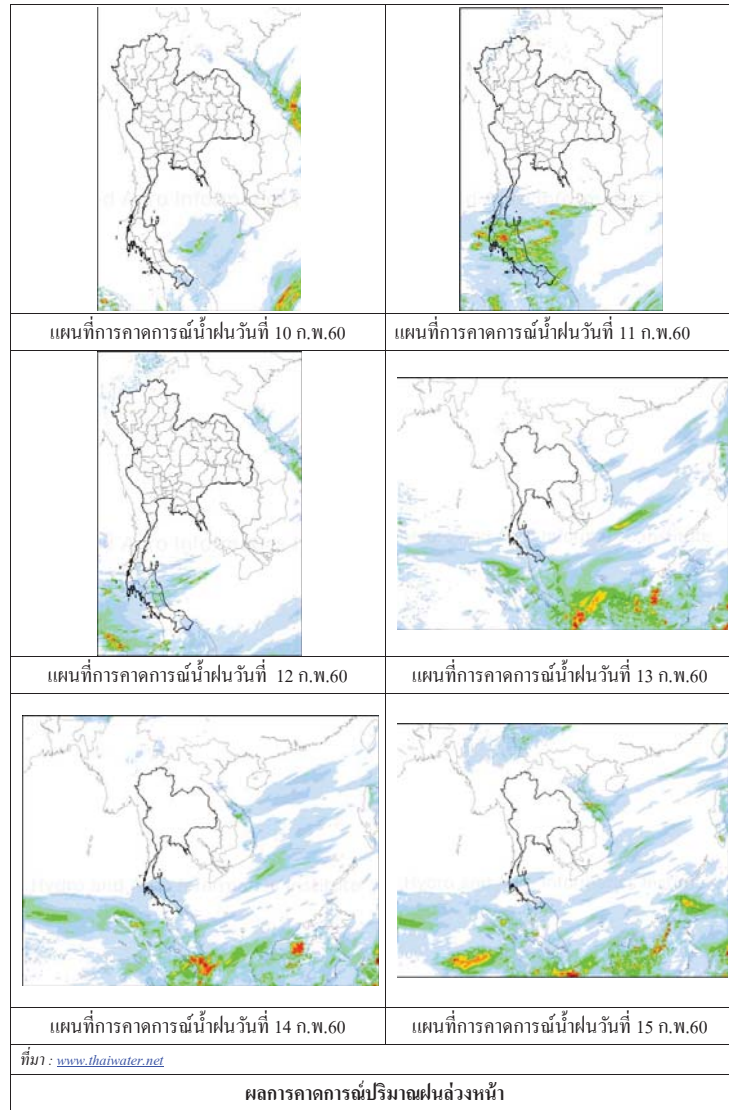 แผนที่การคาดการณ์น้ำฝนวันที่ 10 ก.พ.60
แผนที่การคาดการณ์น้ำฝนวันที่ 11 ก.พ.60
แผนที่การคาดการณ์น้ำฝนวันที่ 12 ก.พ.60
แผนที่การคาดการณ์น้ำฝนวันที่ 13 ก.พ.60
แผนที่การคาดการณ์น้ำฝนวันที่ 14 ก.พ.60
แผนที่การคาดการณ์น้ำฝนวันที่ 15 ก.พ.60
ที่มา : www.thaiwater.net
ผลการคาดการณ์ปริมาณฝนล่วงหน้า